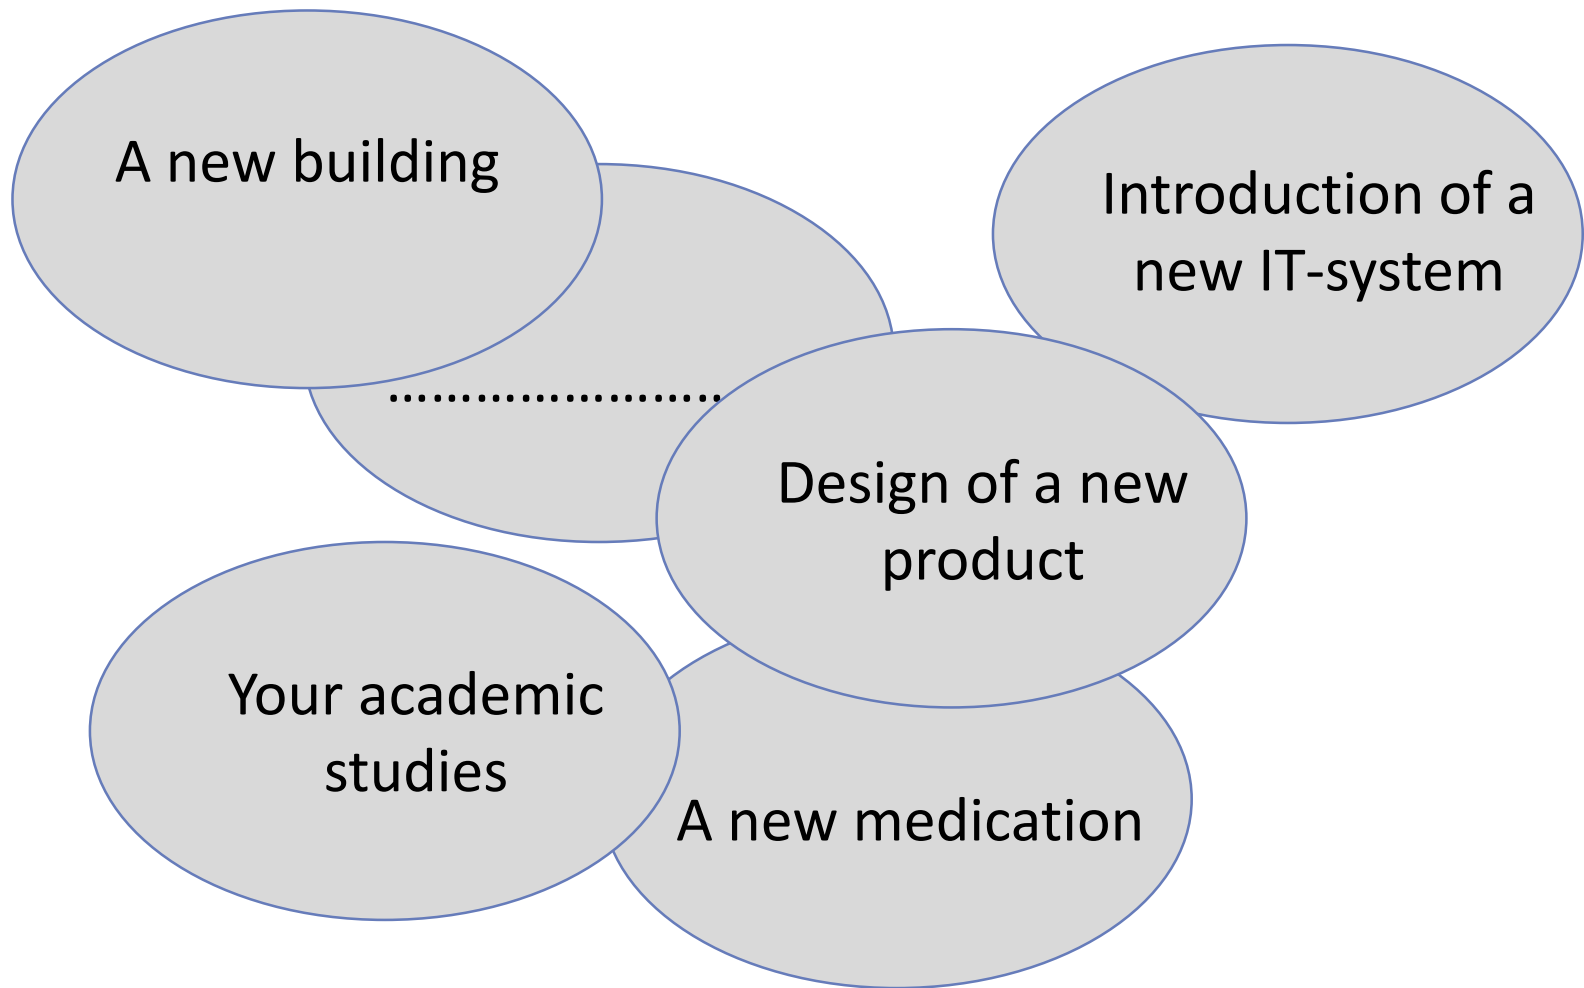 A new building
Introduction of a
new IT-system
……………………
Design of a new
product
Your academic
studies
A new medication